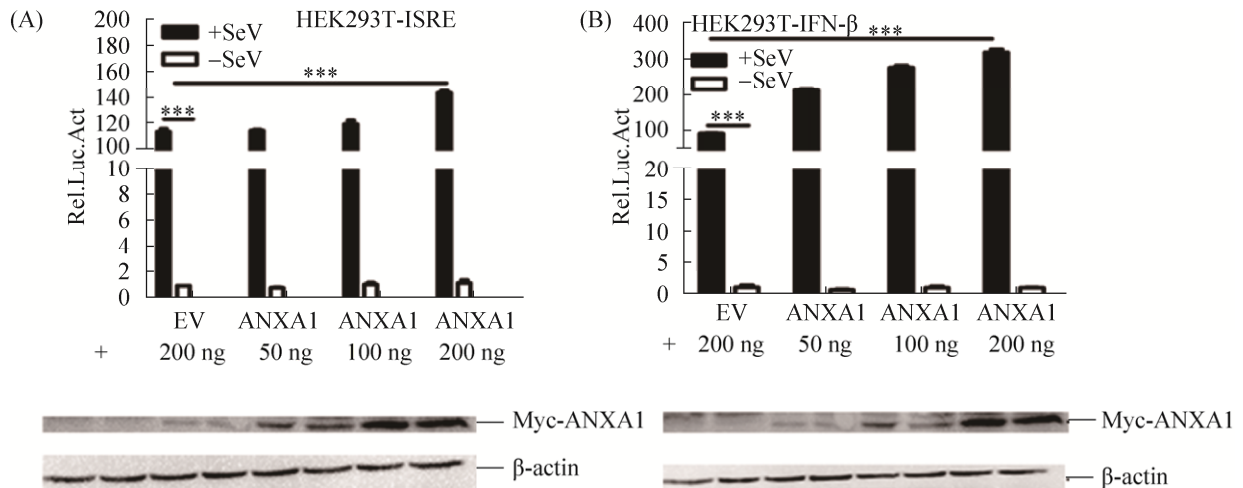 (A)
HEK293T-ISRE
+SeV
−SeV
***
***
Rel.Luc.Act
200
180
160
140
120
100
10
8
6
4
2
0
EV ANXA1 ANXA1 ANXA1
+ 200 ng 50 ng 100 ng 200 ng
Myc-ANXA1
β-actin
(B)
HEK293T-IFN-β
***
+SeV
−SeV
***
Rel.Luc.Act
400
300
200
100
20
15
10
5
0
EV ANXA1 ANXA1 ANXA1
+ 200 ng 50 ng 100 ng 200 ng
Myc-ANXA1
β-actin